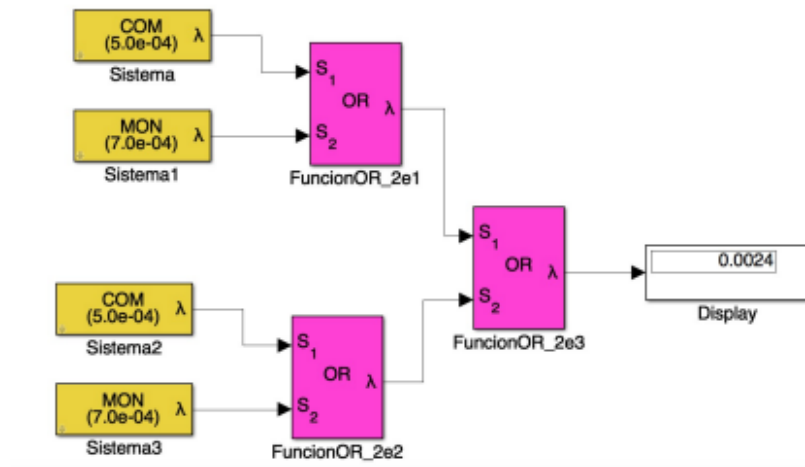 COM
(5.0e-04) λ
Sistema
MON
(7.0e-04) λ
Sistema1
S1
OR λ
S2
FuncionOR_2e1
COM
(5.0e-04) λ
Sistema2
MON
(7.0e-04) λ
Sistema3
S1
OR λ
S2
FuncionOR_2e2
S1
OR λ
S2
FuncionOR_2e3
0.0024
Display